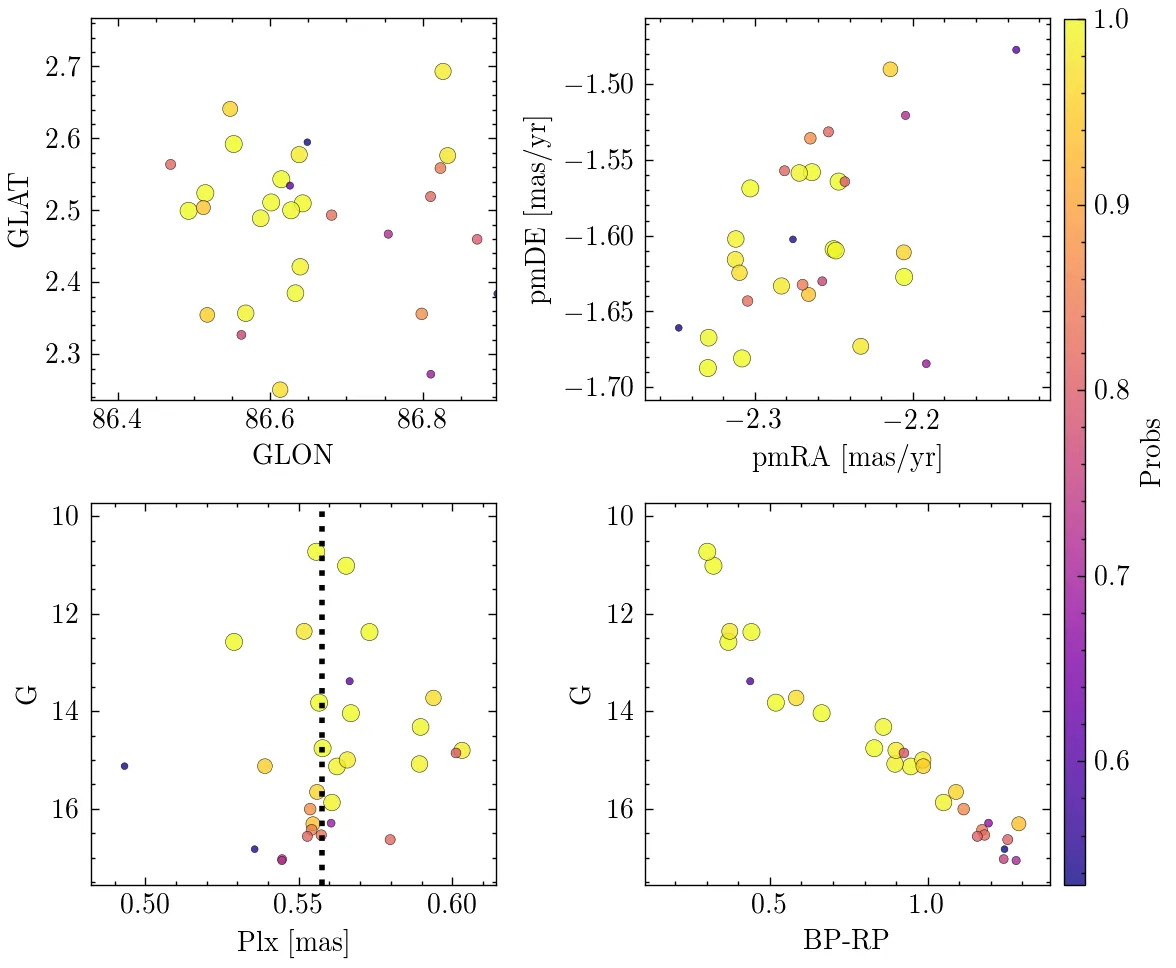 2.7
2.6
2.5
2.4
2.3
GLAT
86.4 86.6 86.8
GLON
−1.50
−1.55
−1.60
−1.65
−1.70
pmDE [mas/yr]
−2.3 −2.2
pmRA [mas/yr]
10
12
14
16
G
0.50 0.55 0.60
Plx [mas]
10
12
14
16
G
0.5 1.0
BP-RP
1.0
0.9
0.8
0.7
0.6
Probs